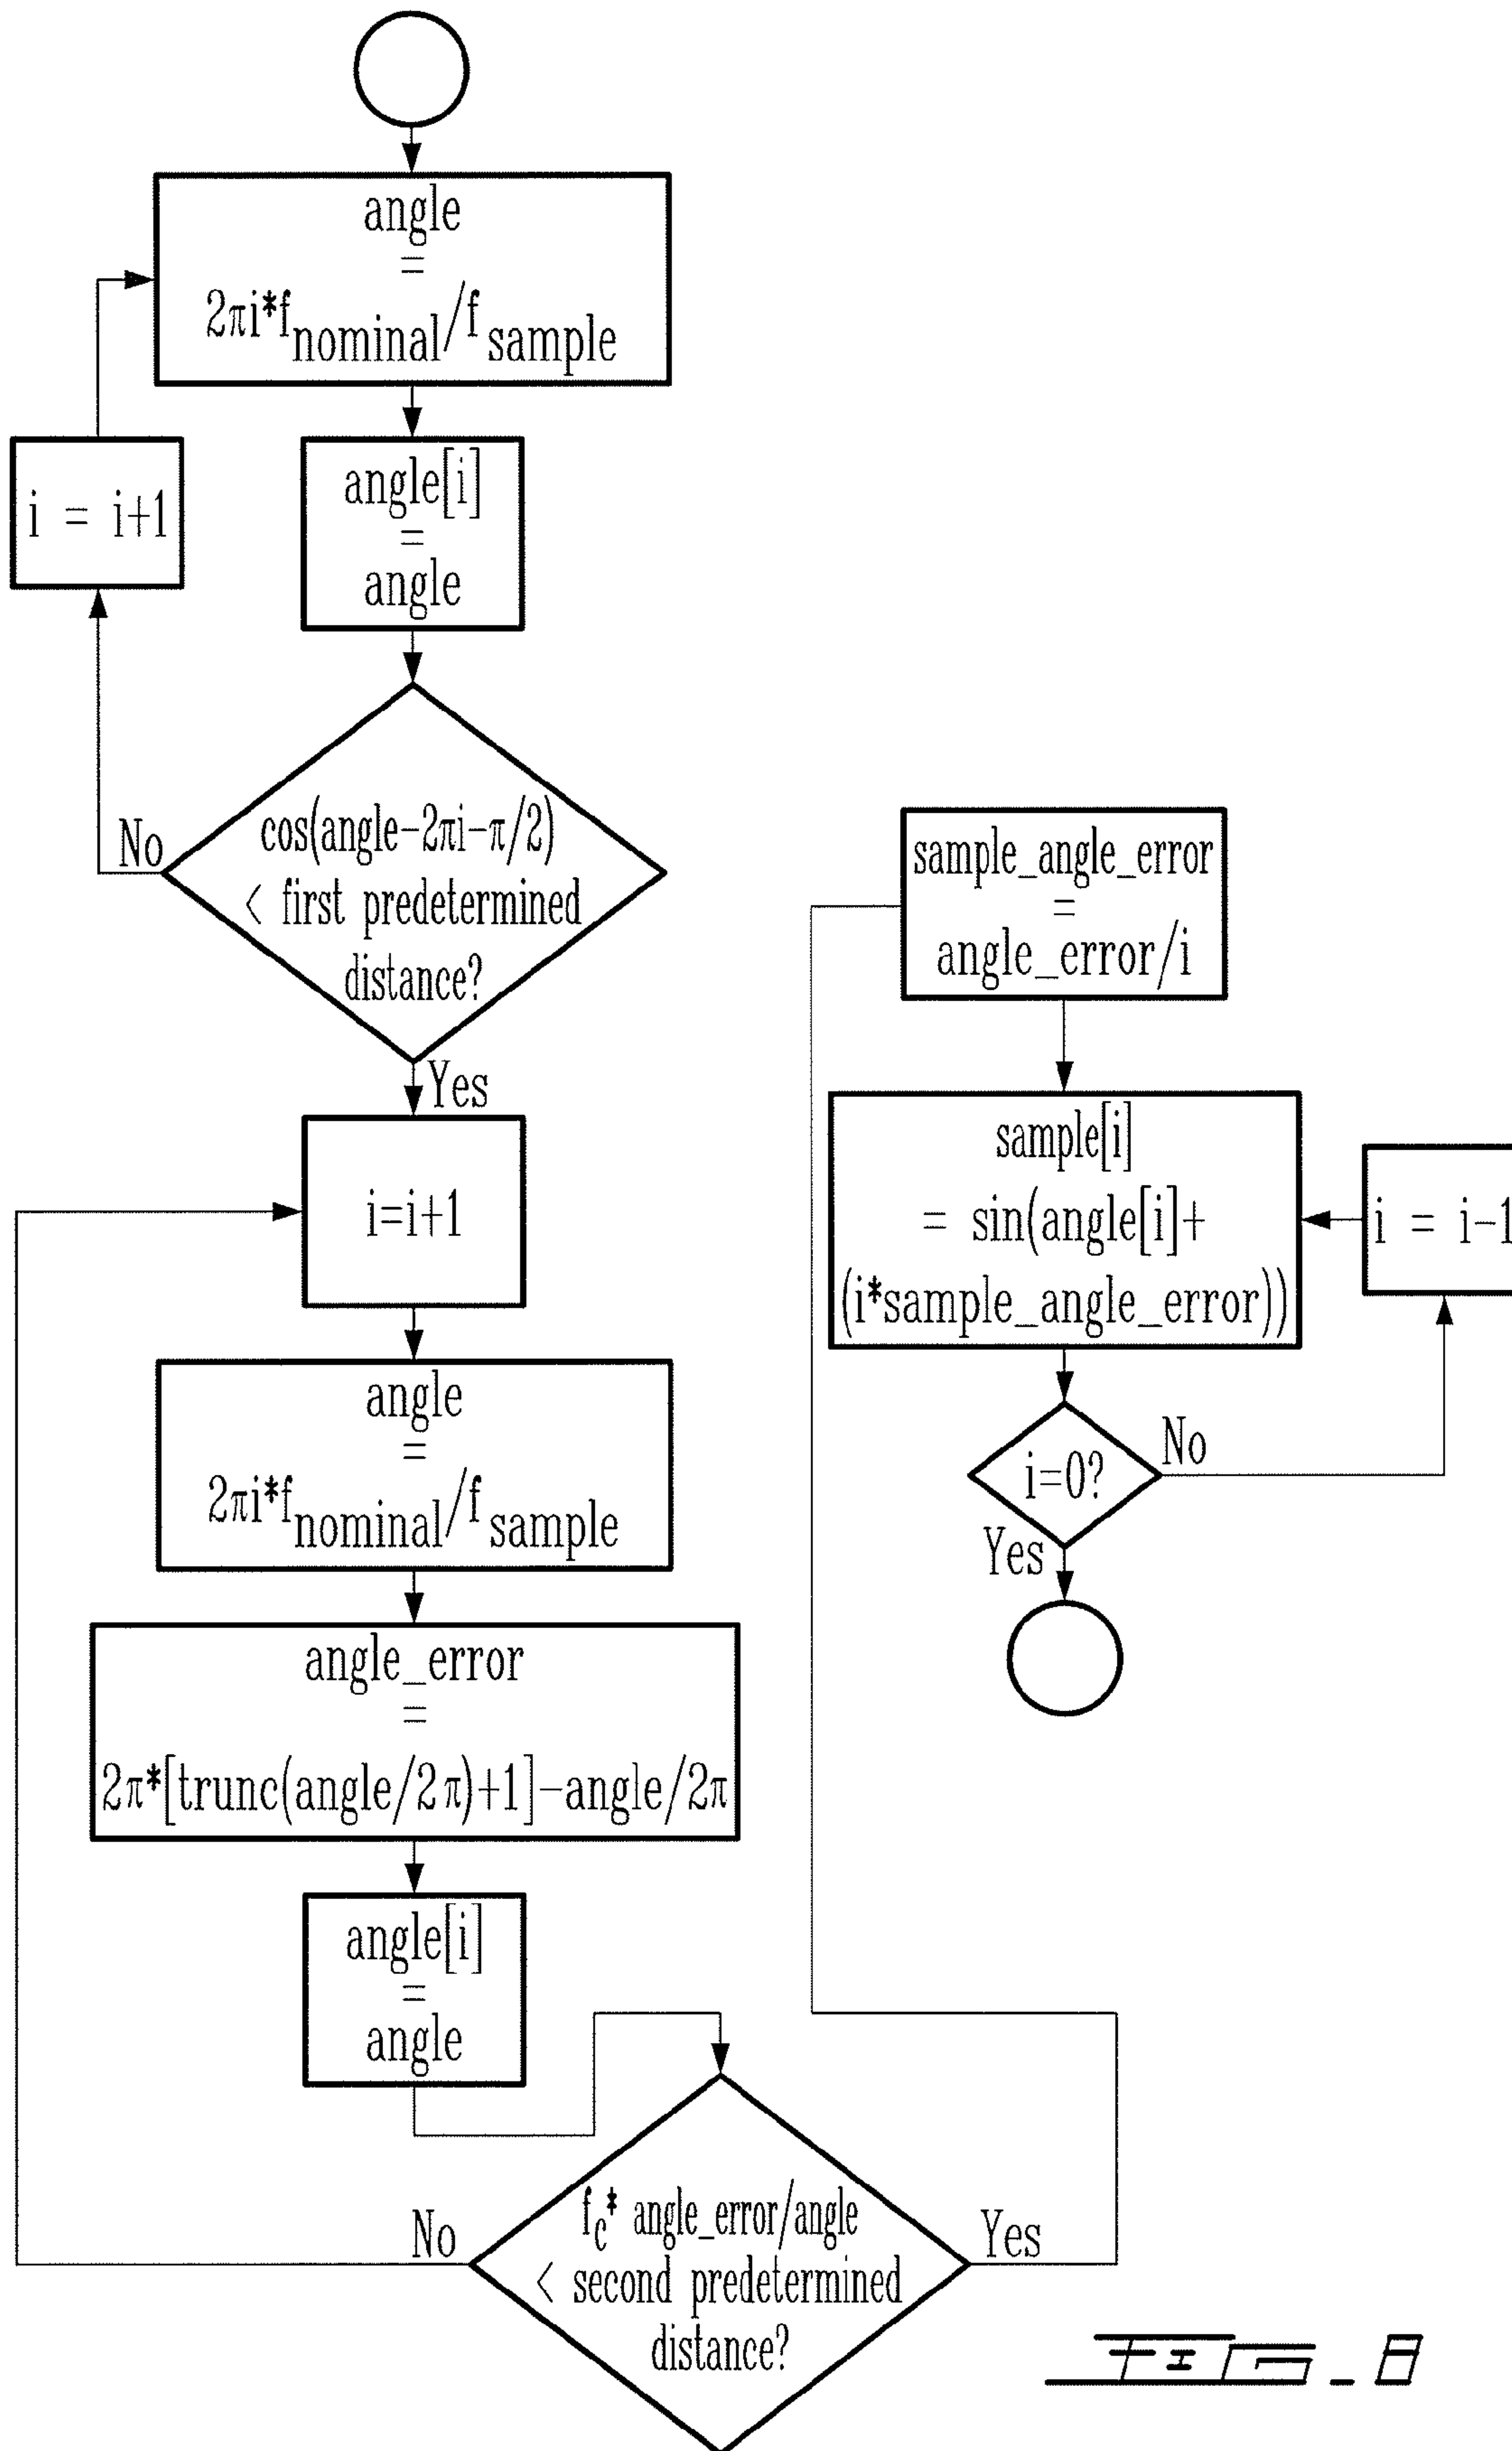 angle
=
2πi*f nominal/f sample
i = i+1
angle[i]
=
angle
cos(angle-2πi-π/2)
< first predetermined
distance?
No
Yes
i=i+1
angle
=
2πi*f nominal/f sample
angle_error
=
2π*[trunc(angle/2π)+1]-angle/2π
angle[i]
=
angle
f c* angle_error/angle
< second predetermined
distance?
No
Yes
sample_angle_error
=
angle_error/i
sample[i]
= sin(angle[i]+
(i*sample_angle_error))
i = i-1
i=0?
No
Yes
FIG_8